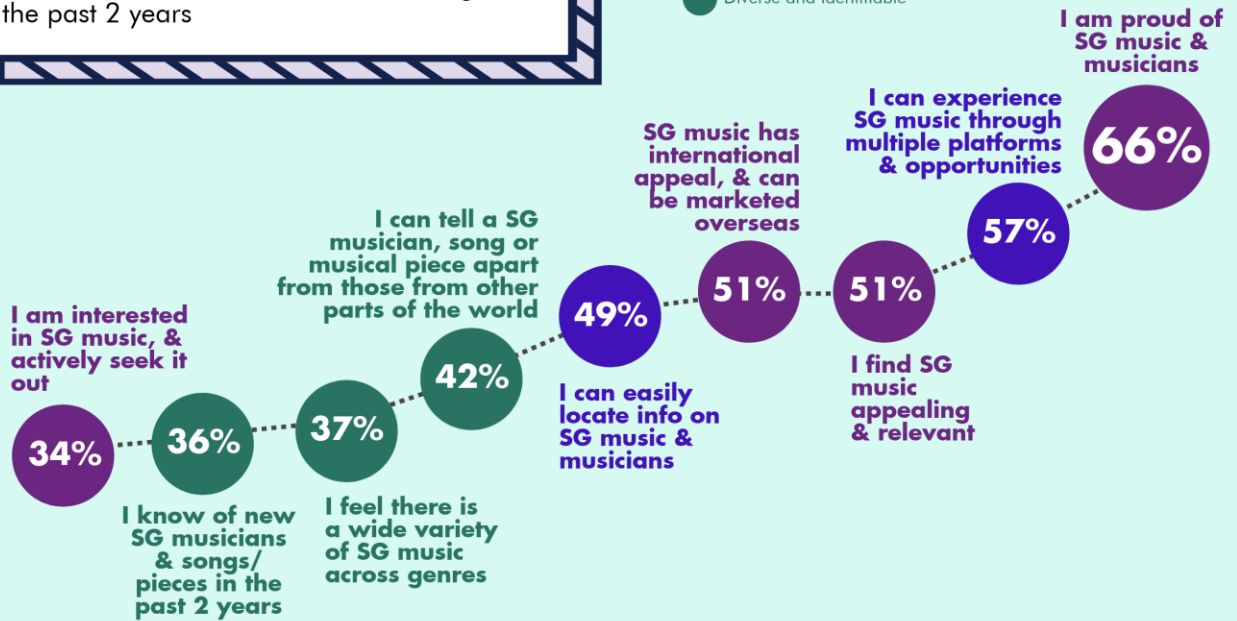 the past 2 years
Diverse and Identifiable
I am proud of
SG music &
musicians
66%
I can experience
SG music through
multiple platforms
& opportunities
57%
SG music has
international
appeal, & can
be marketed
overseas
51%
51%
I find SG
music
appealing
& relevant
I can tell a SG
musician, song or
musical piece apart
from those from other
parts of the world
42%
49%
I can easily
locate info on
SG music &
musicians
I am interested
in SG music, &
actively seek it
out
34%
36%
I know of new
SG musicians
& songs/
pieces in the
past 2 years
37%
I feel there is
a wide variety
of SG music
across genres